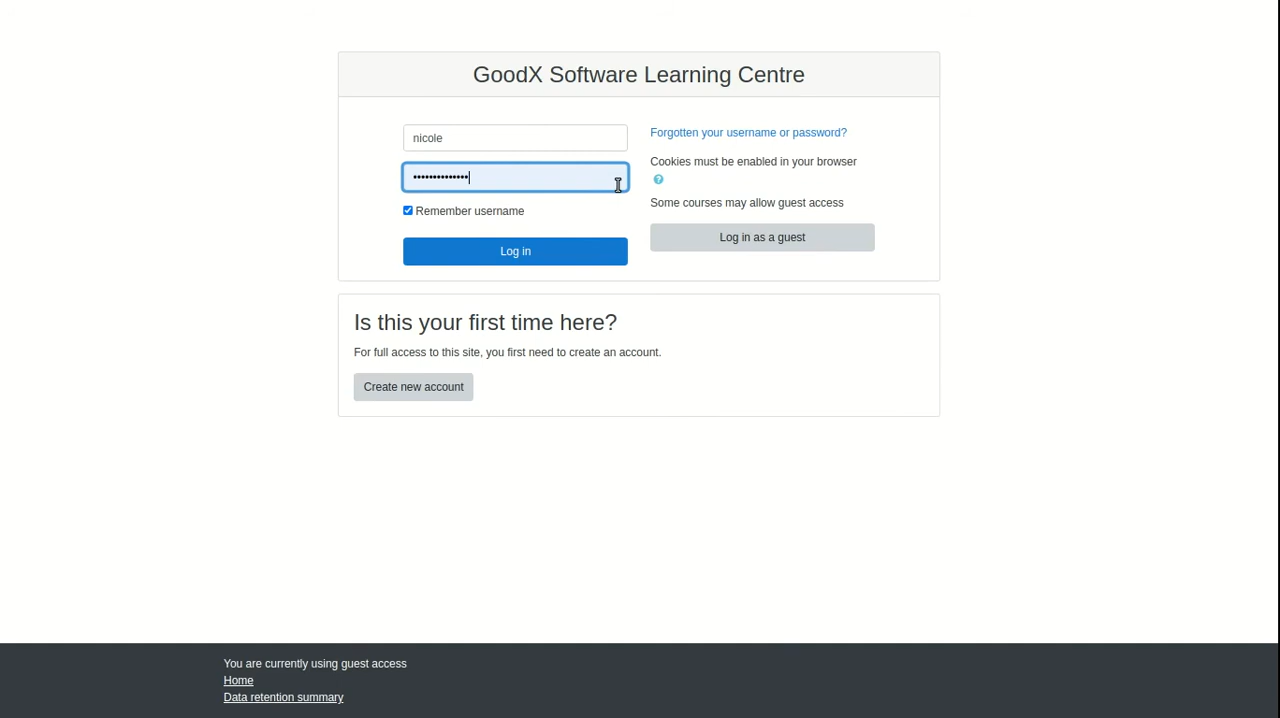 GoodX Software Learning Centre
nicole
Forgotten your username or password?
••••••••••••••
Cookies must be enabled in your browser
?
Remember username
Some courses may allow guest access
Log in
Log in as a guest
Is this your first time here?
For full access to this site, you first need to create an account.
Create new account
You are currently using guest access
Home
Data retention summary